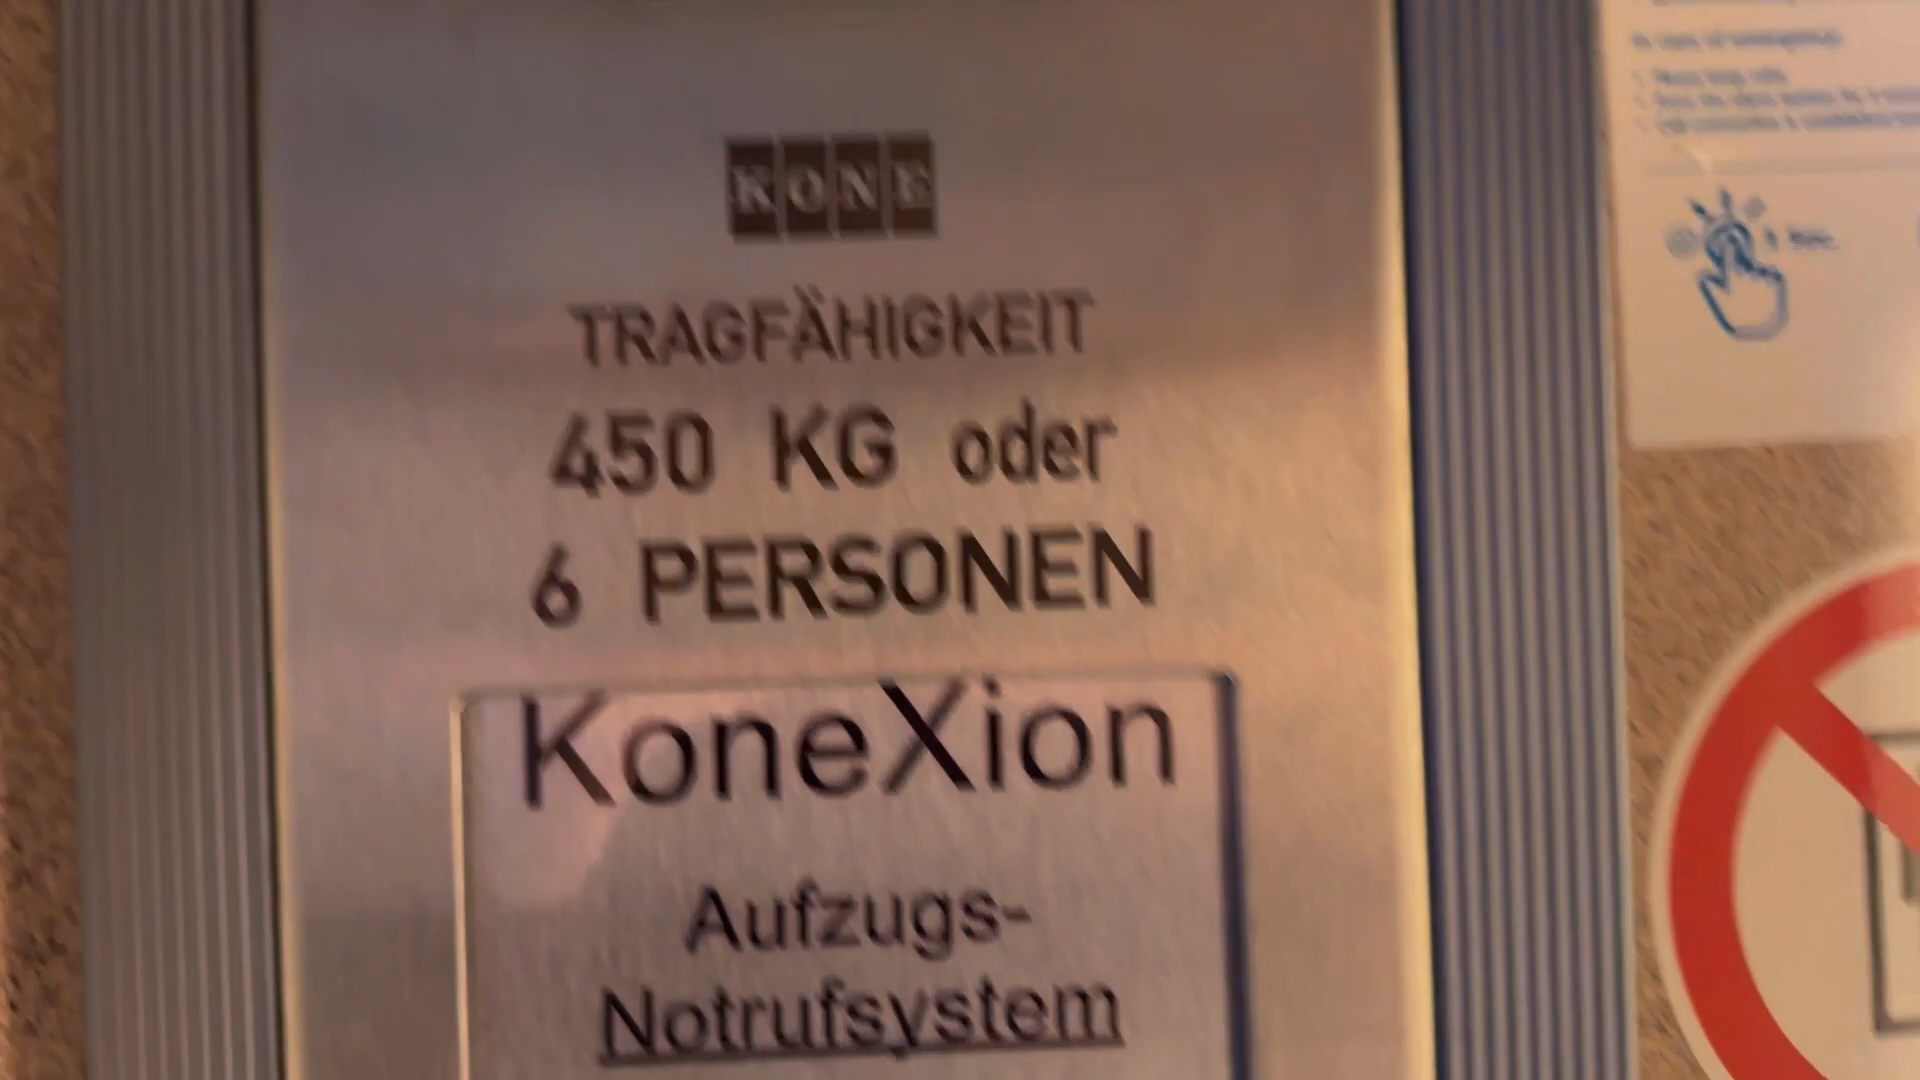 KONE
TRAGFÄHIGKEIT
450 KG oder
6 PERSONEN
KoneXion
Aufzugs-
Notrufsystem